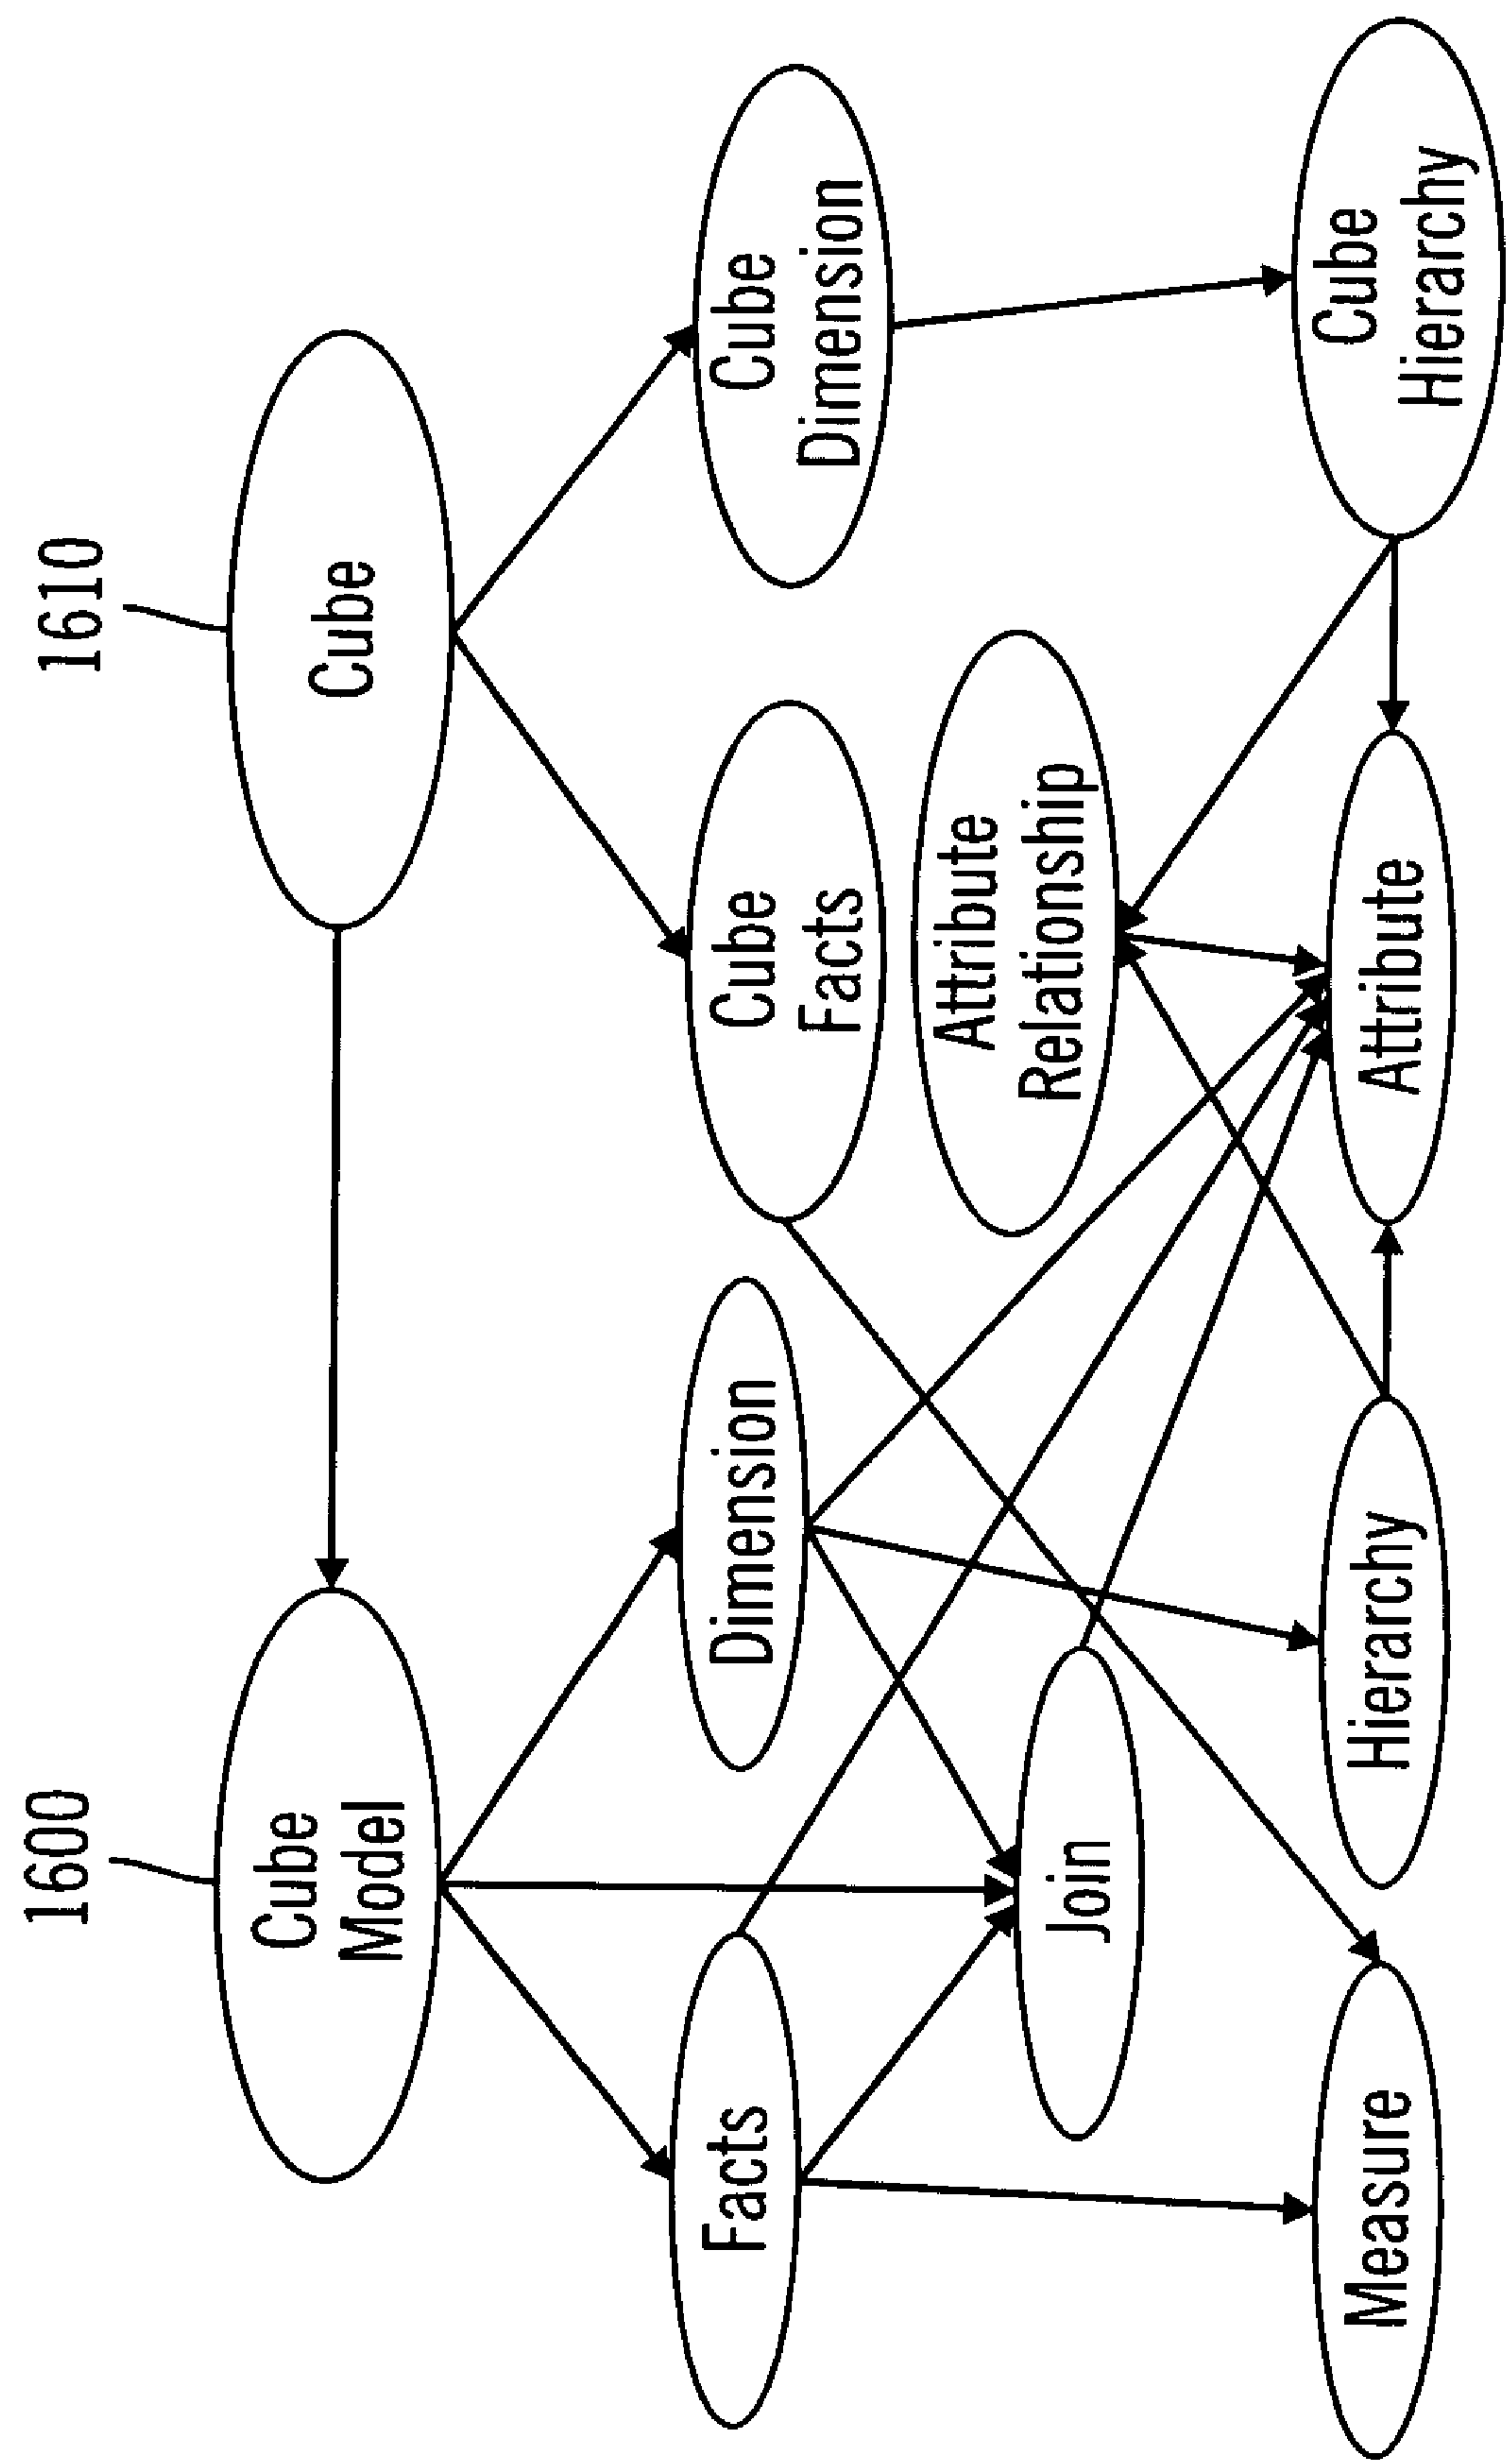 1600
1610
Cube
Model
Cube
Facts
Dimension
Cube
Facts
Cube
Dimension
Join
Attribute
Relationship
Measure
Hierarchy
Attribute
Cube
Hierarchy